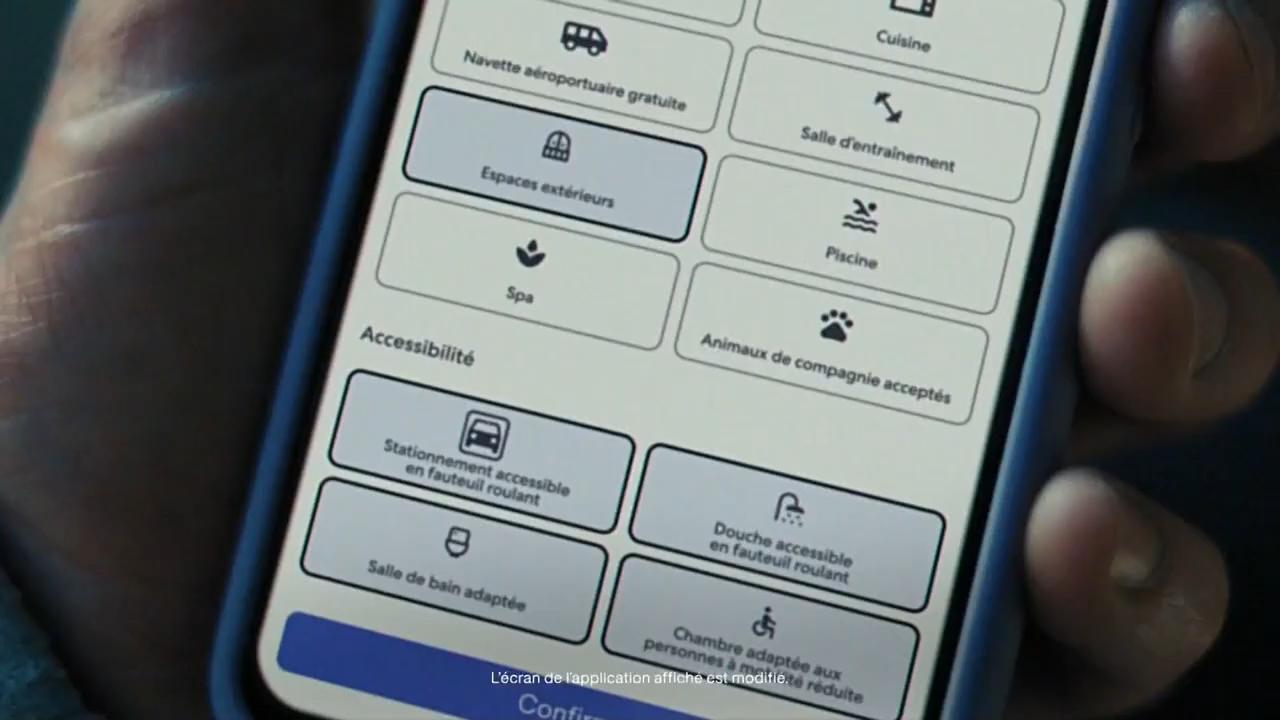 Cuisine
Navette aéroportuaire gratuite
Salle d'entraînement
Espaces extérieurs
Piscine
Spa
Animaux de compagnie acceptés
Accessibilité
Stationnement accessible
en fauteuil roulant
Douche accessible
en fauteuil roulant
Salle de bain adaptée
Chambre adaptée aux
personnes à mobilité réduite
L'écran de l'application affiché est modifié.